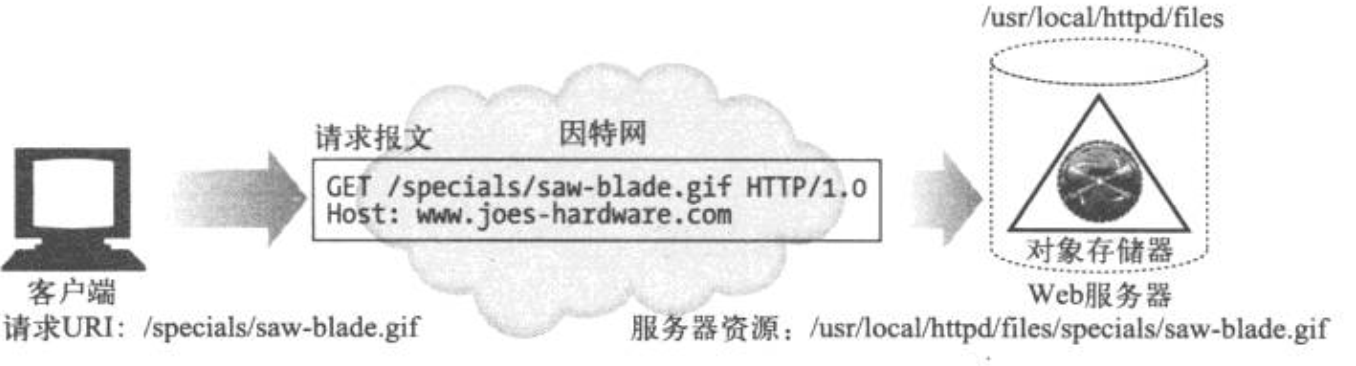 /usr/local/httpd/files
请求报文
因特网
GET /specials/saw-blade.gif HTTP/1.0
Host: www.joes-hardware.com
对象存储器
客户端
Web服务器
请求URI：/specials/saw-blade.gif
服务器资源：/usr/local/httpd/files/specials/saw-blade.gif